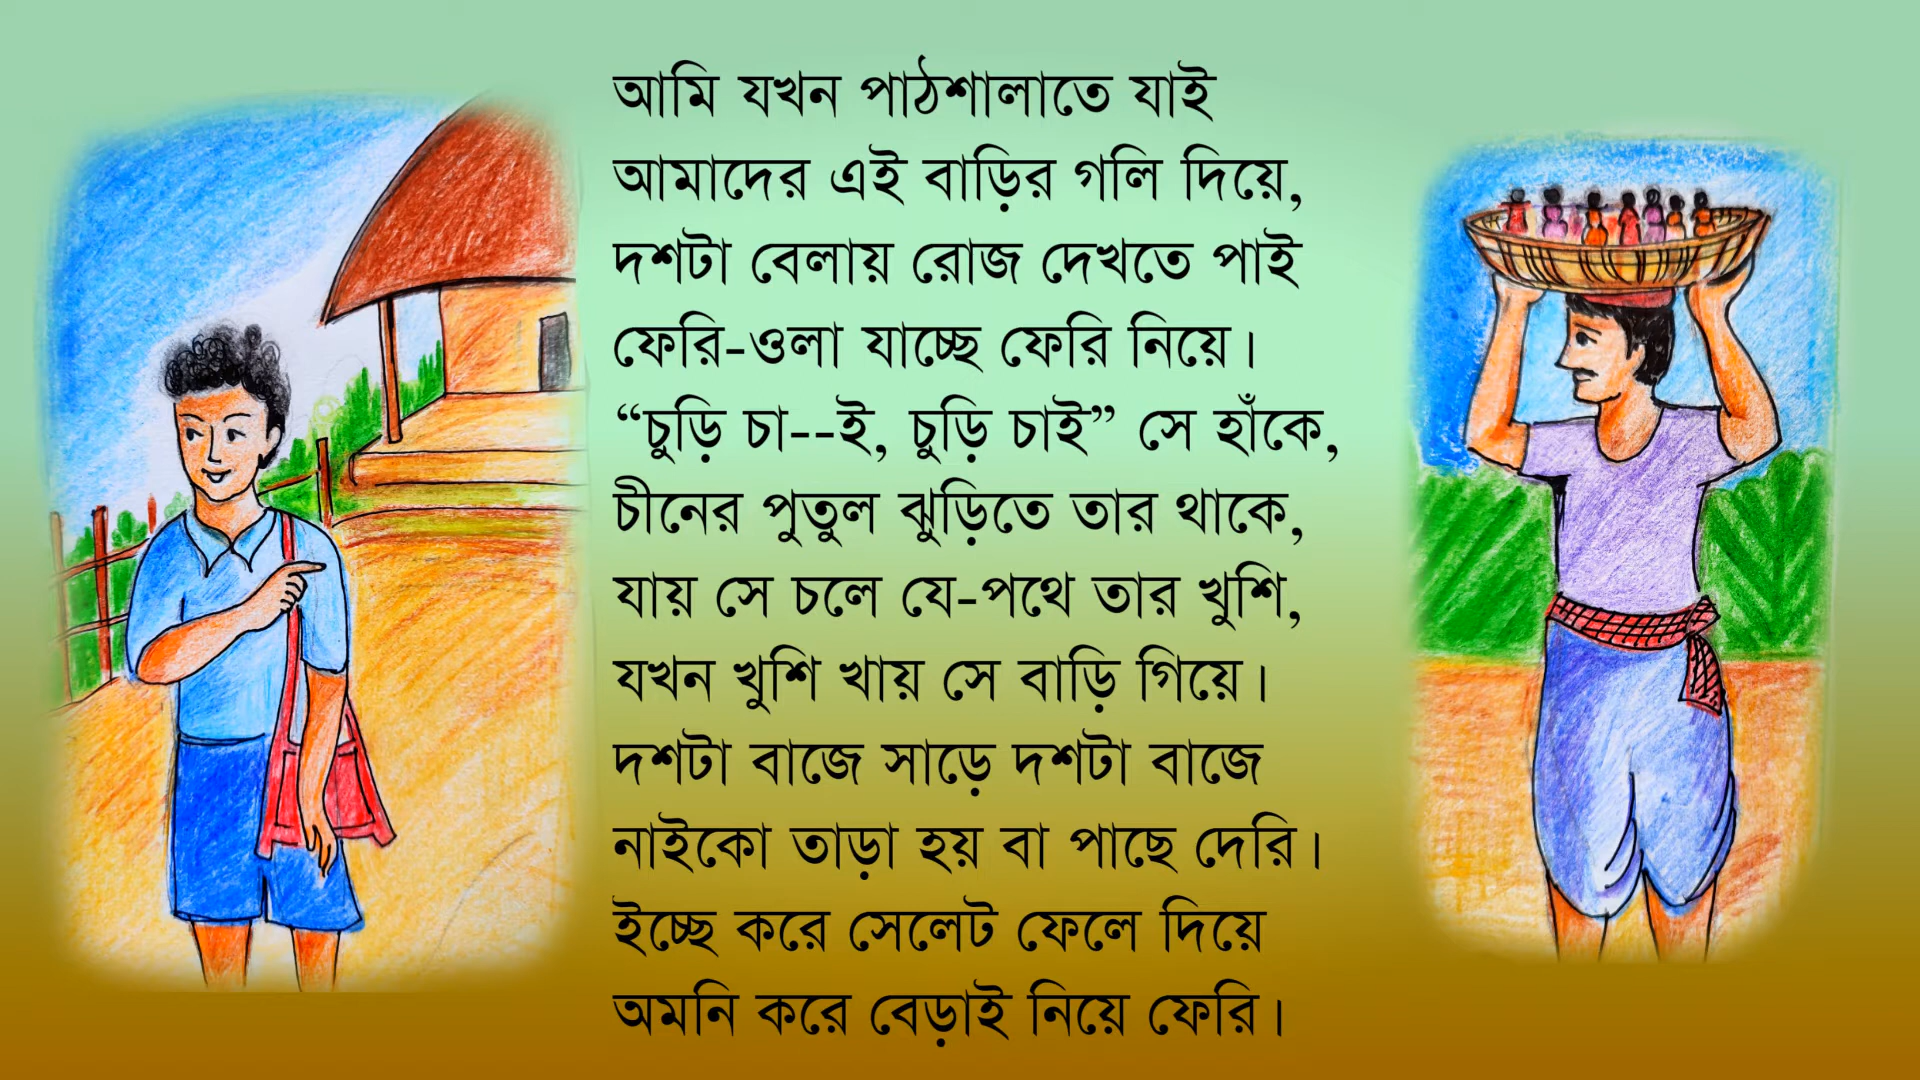 আমি যখন পাঠশালাতে যাই
আমাদের এই বাড়ির গলি দিয়ে,
দশটা বেলায় রোজ দেখতে পাই
ফেরি-ওলা যাচ্ছে ফেরি নিয়ে।
“চুড়ি চা--ই, চুড়ি চাই” সে হাঁকে,
চীনের পুতুল ঝুড়িতে তার থাকে,
যায় সে চলে যে-পথে তার খুশি,
যখন খুশি খায় সে বাড়ি গিয়ে।
দশটা বাজে সাড়ে দশটা বাজে
নাইকো তাড়া হয় বা পাছে দেরি।
ইচ্ছে করে সেলেট ফেলে দিয়ে
অমনি করে বেড়াই নিয়ে ফেরি।